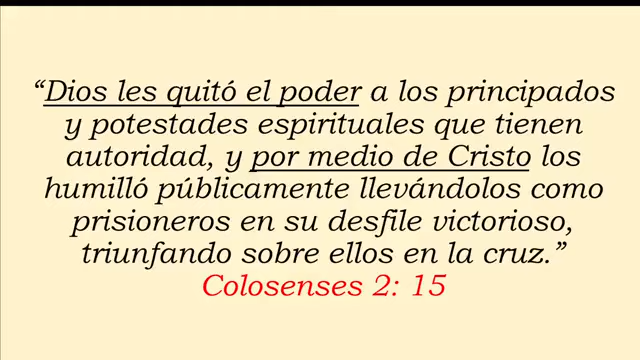 “Dios les quitó el poder a los principados
y potestades espirituales que tienen
autoridad, y por medio de Cristo los
humilló públicamente llevándolos como
prisioneros en su desfile victorioso,
triunfando sobre ellos en la cruz.”
Colosenses 2: 15